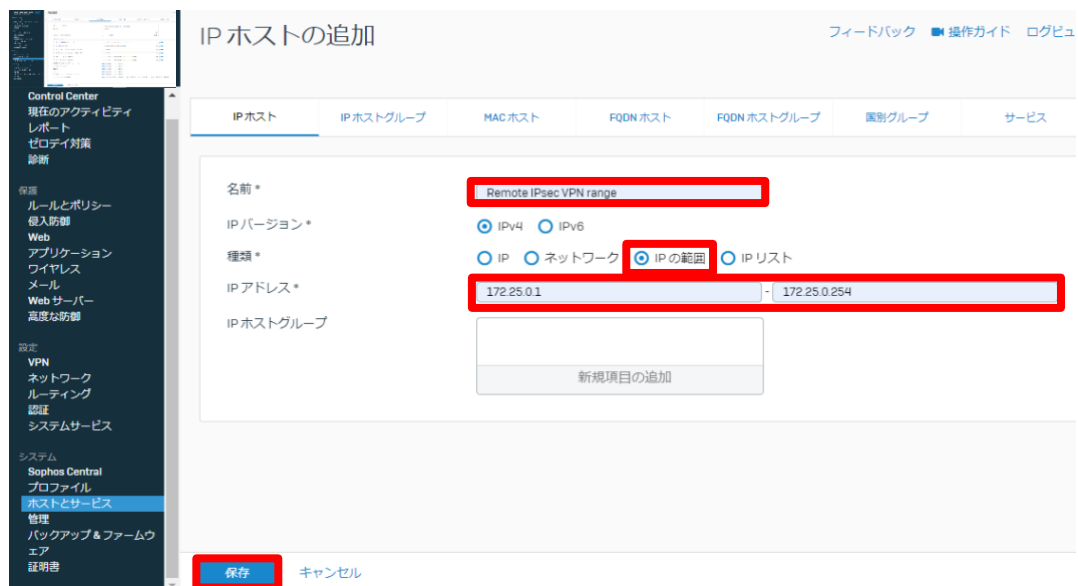 IP ホストの追加
フィードバック 操作ガイド ログビュ
Control Center
現在のアクティビティ
レポート
ゼロデイ対策
診断
保護
ルールとポリシー
侵入防御
Web
アプリケーション
ワイヤレス
メール
Web サーバー
高度な防御
設定
VPN
ネットワーク
ルーティング
認証
システムサービス
システム
Sophos Central
プロファイル
ホストとサービス
管理
バックアップ & ファームウ
ェア
証明書
IP ホスト IP ホストグループ MAC ホスト FQDN ホスト FQDN ホストグループ 国別グループ サービス
名前 * Remote IPsec VPN range
IP バージョン * IPv4 IPv6
種類 * IP ネットワーク IP の範囲 IP リスト
IP アドレス * 172.25.0.1 - 172.25.0.254
IP ホストグループ
新規項目の追加
保存 キャンセル